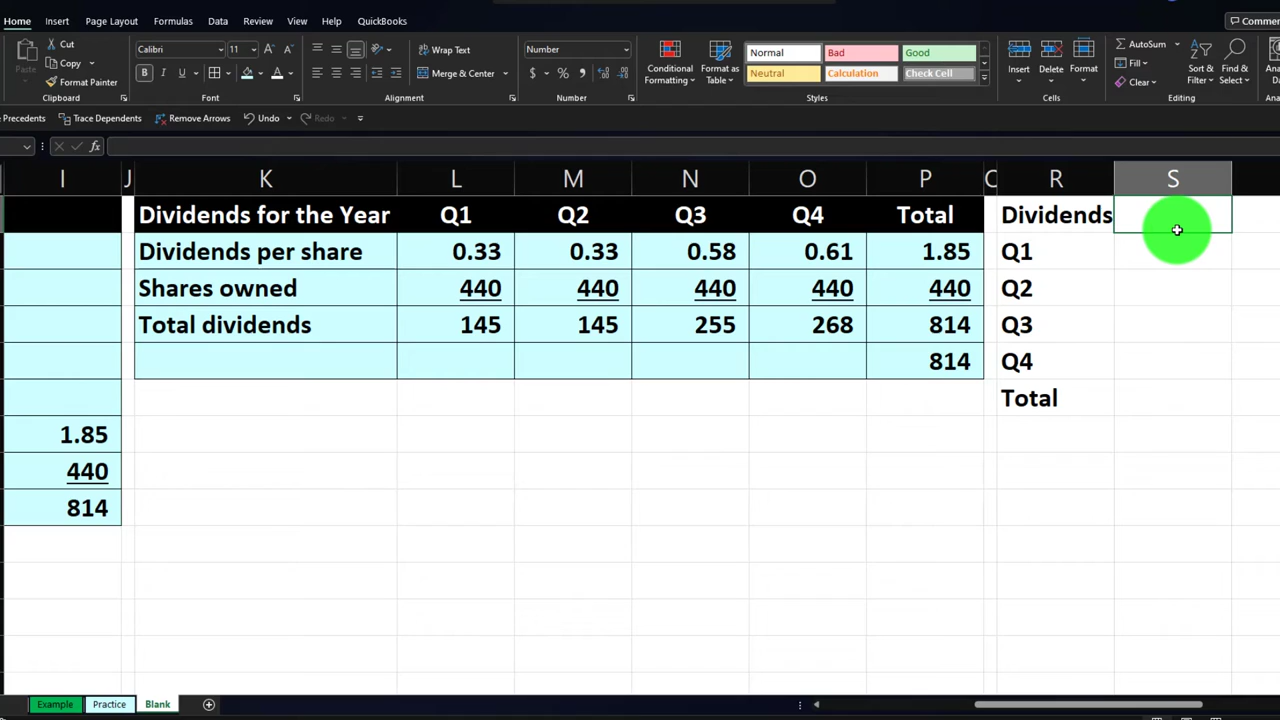 Home Insert Page Layout Formulas Data Review View Help QuickBooks
Cut
Copy
Format Painter
Paste
Clipboard
Calibri 11
B I U
Font
Wrap Text
Merge & Center
Alignment
Number
$ % 9
Number
Conditional Formatting
Format as Table
Normal Bad Good
Neutral Calculation Check Cell
Styles
Insert Delete Format
Cells
AutoSum
Fill
Clear
Sort & Filter
Find & Select
Editing
Precedents Trace Dependents Remove Arrows Undo Redo
fx
I J K L M N O P R S
Dividends for the Year Q1 Q2 Q3 Q4 Total Dividends
Dividends per share 0.33 0.33 0.58 0.61 1.85 Q1
Shares owned 440 440 440 440 440 Q2
Total dividends 145 145 255 268 814 Q3
814 Q4
Total
1.85
440
814
Example Practice Blank